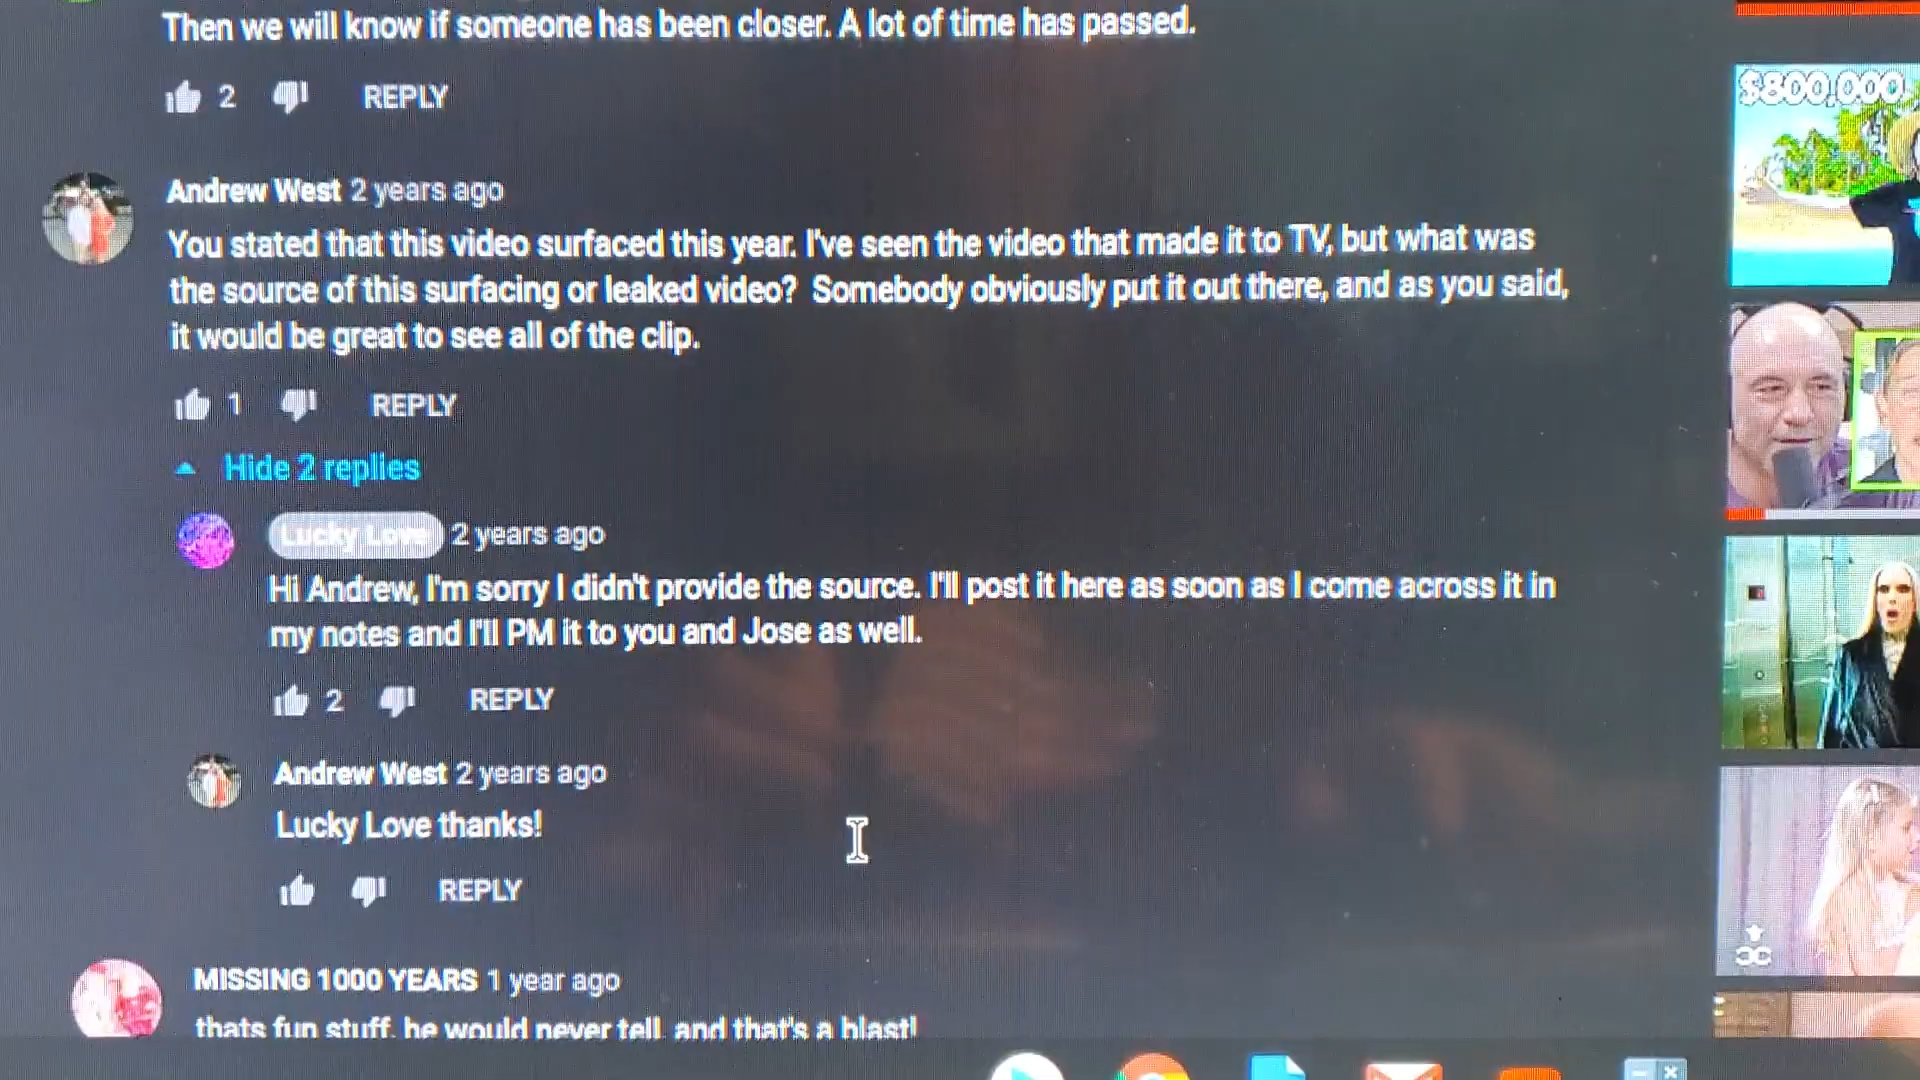 Then we will know if someone has been closer. A lot of time has passed.
2 REPLY
Andrew West 2 years ago
You stated that this video surfaced this year. I've seen the video that made it to TV, but what was
the source of this surfacing or leaked video? Somebody obviously put it out there, and as you said,
it would be great to see all of the clip.
1 REPLY
Hide 2 replies
Lucky Love 2 years ago
Hi Andrew, I'm sorry I didn't provide the source. I'll post it here as soon as I come across it in
my notes and I'll PM it to you and Jose as well.
2 REPLY
Andrew West 2 years ago
Lucky Love thanks!
REPLY
MISSING 1000 YEARS 1 year ago
thats fun stuff. he would never tell. and that's a blast!
$800,000